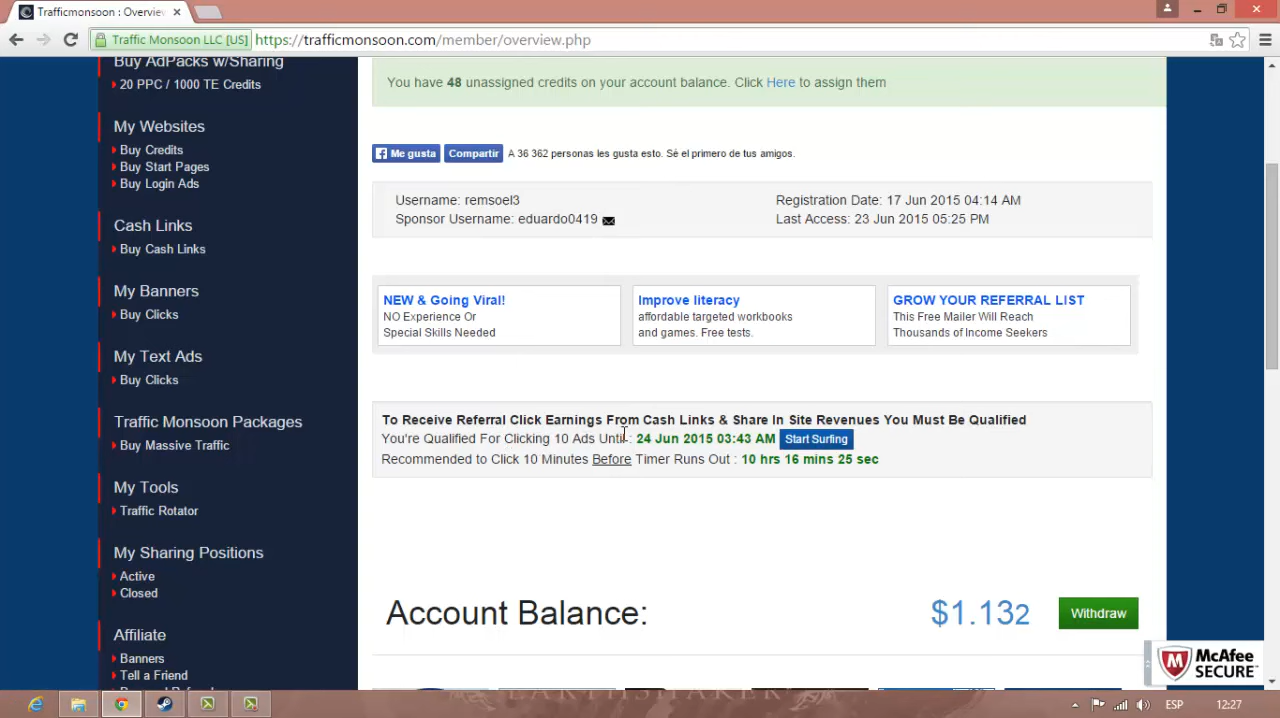 Trafficmonsoon : Overvie
Traffic Monsoon LLC [US]
https://trafficmonsoon.com/member/overview.php
Buy AdPacks w/Sharing
20 PPC / 1000 TE Credits
My Websites
Buy Credits
Buy Start Pages
Buy Login Ads
Cash Links
Buy Cash Links
My Banners
Buy Clicks
My Text Ads
Buy Clicks
Traffic Monsoon Packages
Buy Massive Traffic
My Tools
Traffic Rotator
My Sharing Positions
Active
Closed
Affiliate
Banners
Tell a Friend
You have 48 unassigned credits on your account balance. Click Here to assign them
Me gusta Compartir A 36 362 personas les gusta esto. Sé el primero de tus amigos.
Username: remsoel3
Sponsor Username: eduardo0419
Registration Date: 17 Jun 2015 04:14 AM
Last Access: 23 Jun 2015 05:25 PM
NEW & Going Viral!
NO Experience Or
Special Skills Needed
Improve literacy
affordable targeted workbooks
and games. Free tests.
GROW YOUR REFERRAL LIST
This Free Mailer Will Reach
Thousands of Income Seekers
To Receive Referral Click Earnings From Cash Links & Share In Site Revenues You Must Be Qualified
You're Qualified For Clicking 10 Ads Until : 24 Jun 2015 03:43 AM Start Surfing
Recommended to Click 10 Minutes Before Timer Runs Out : 10 hrs 16 mins 25 sec
Account Balance: $1.132 Withdraw
McAfee
SECURE™
ESP 12:27